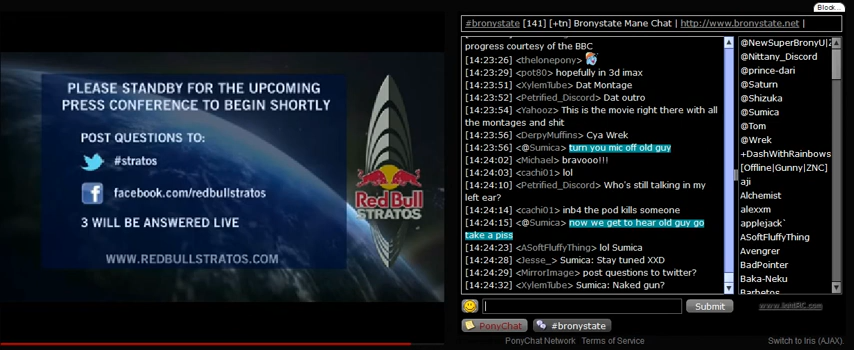 Block...
#bronystate [141] [+tn] Bronystate Mane Chat | http://www.bronystate.net |
PLEASE STANDBY FOR THE UPCOMING
PRESS CONFERENCE TO BEGIN SHORTLY
POST QUESTIONS TO:
#stratos
facebook.com/redbullstratos
3 WILL BE ANSWERED LIVE
WWW.REDBULLSTRATOS.COM
Red Bull
STRATOS
progress courtesy of the BBC
[14:23:26] <thelonepony>
[14:23:29] <pot80> hopefully in 3d imax
[14:23:51] <XylemTube> Dat Montage
[14:23:52] <Petrified_Discord> Dat outro
[14:23:54] <Yahooz> This is the movie right there with all
the montages and shit
[14:23:56] <DerpyMuffins> Cya Wrek
[14:23:56] <@Sumica> turn you mic off old guy
[14:24:02] <Michael> bravooo!!!
[14:24:03] <cachi01> lol
[14:24:10] <Petrified_Discord> Who's still talking in my
left ear?
[14:24:14] <cachi01> inb4 the pod kills someone
[14:24:15] <@Sumica> now we get to hear old guy go
take a piss
[14:24:23] <ASoftFluffyThing> lol Sumica
[14:24:28] <Jesse_> Sumica: Stay tuned XXD
[14:24:29] <MirrorImage> post questions to twitter?
[14:24:32] <XylemTube> Sumica: Naked gun?
@NewSuperBronyU|
@Nittany_Discord
@prince-dari
@Saturn
@Shizuka
@Sumica
@Tom
@Wrek
+DashWithRainbows
[Offline|Gunny|ZNC]
aji
Alchemist
alexxm
applejack`
ASoftFluffyThing
Avengrer
BadPointer
Baka-Neku
Barbetos
Submit
PonyChat
#bronystate
PonyChat Network Terms of Service
Switch to Iris (AJAX).